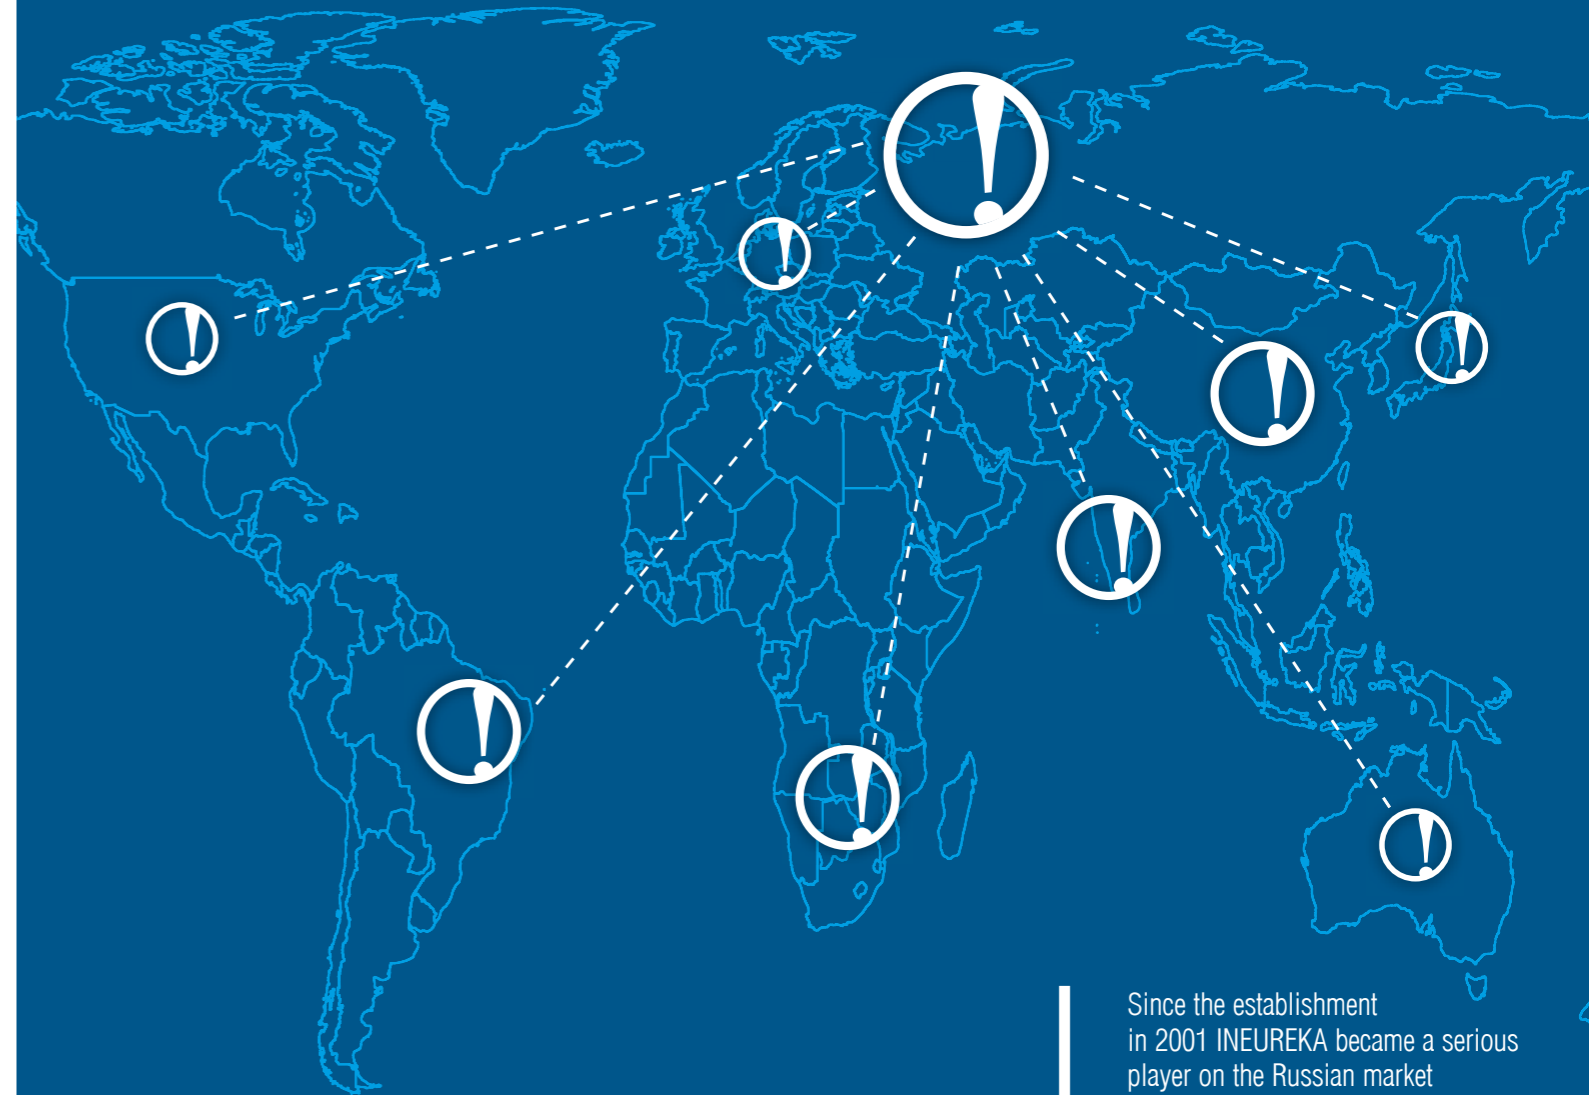 Since the establishment
in 2001 INEUREKA became a serious
player on the Russian market